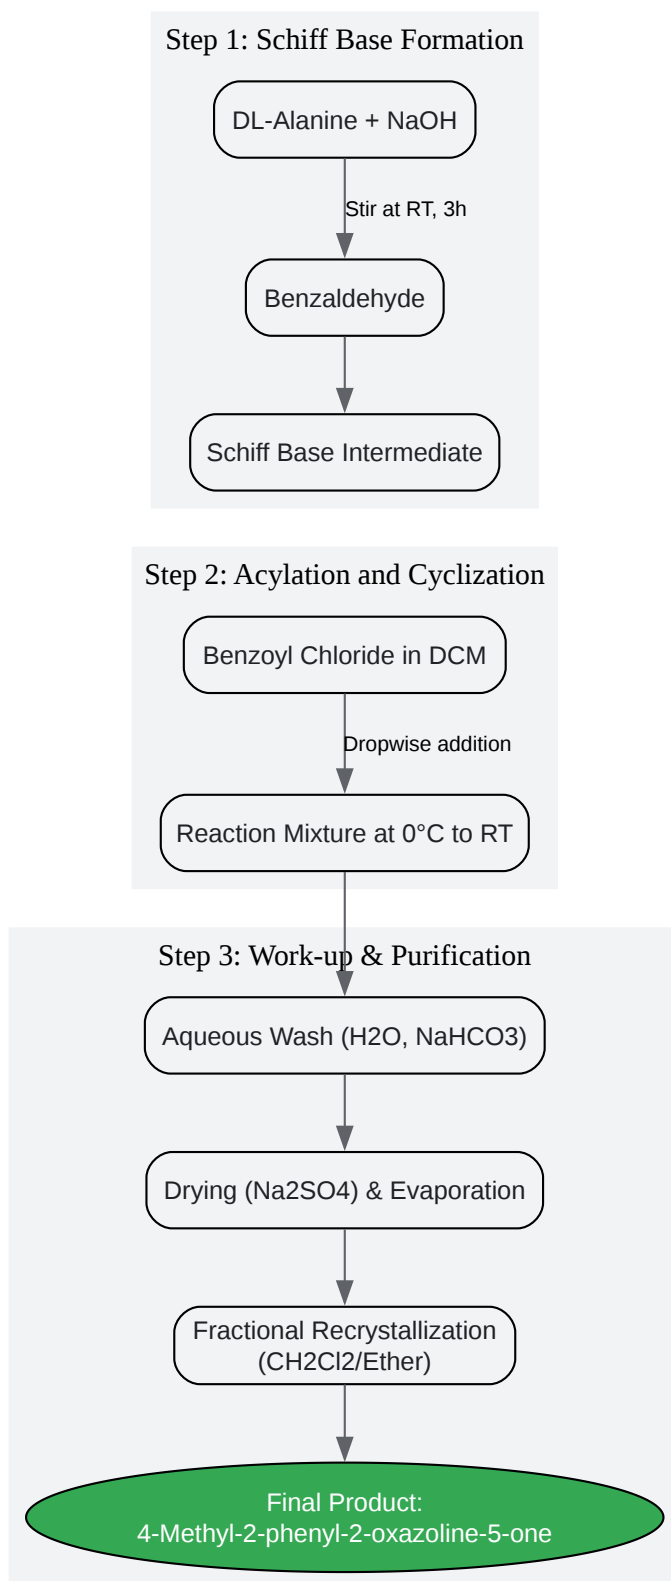 Step 1: Schiff Base Formation
DL-Alanine + NaOH
Stir at RT, 3h
Benzaldehyde
Schiff Base Intermediate
Step 2: Acylation and Cyclization
Benzoyl Chloride in DCM
Dropwise addition
Reaction Mixture at 0°C to RT
Step 3: Work-up & Purification
Aqueous Wash (H2O, NaHCO3)
Drying (Na2SO4) & Evaporation
Fractional Recrystallization
(CH2Cl2/Ether)
Final Product:
4-Methyl-2-phenyl-2-oxazoline-5-one